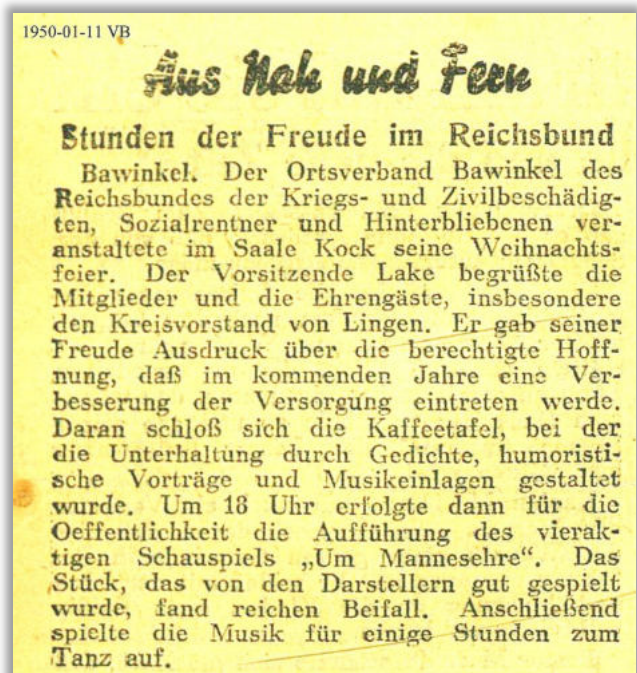 1950-01-11 VB
Aus Nah und Fern
Stunden der Freude im Reichsbund
Bawinkel. Der Ortsverband Bawinkel des
Reichsbundes der Kriegs- und Zivilbeschädig-
ten, Sozialrentner und Hinterbliebenen ver-
anstaltete im Saale Kock seine Weihnachts-
feier. Der Vorsitzende Lake begrüßte die
Mitglieder und die Ehrengäste, insbesondere
den Kreisvorstand von Lingen. Er gab seiner
Freude Ausdruck über die berechtigte Hoff-
nung, daß im kommenden Jahre eine Ver-
besserung der Versorgung eintreten werde.
Daran schloß sich die Kaffeetafel, bei der
die Unterhaltung durch Gedichte, humoristi-
sche Vorträge und Musikeinlagen gestaltet
wurde. Um 18 Uhr erfolgte dann für die
Oeffentlichkeit die Aufführung des vierak-
tigen Schauspiels „Um Mannesehre“. Das
Stück, das von den Darstellern gut gespielt
wurde, fand reichen Beifall. Anschließend
spielte die Musik für einige Stunden zum
Tanz auf.